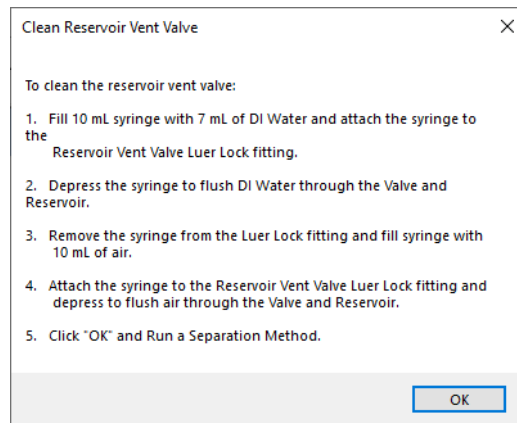 Clean Reservoir Vent Valve
To clean the reservoir vent valve:
1. Fill 10 mL syringe with 7 mL of DI Water and attach the syringe to
the
Reservoir Vent Valve Luer Lock fitting.
2. Depress the syringe to flush DI Water through the Valve and
Reservoir.
3. Remove the syringe from the Luer Lock fitting and fill syringe with
10 mL of air.
4. Attach the syringe to the Reservoir Vent Valve Luer Lock fitting and
depress to flush air through the Valve and Reservoir.
5. Click "OK" and Run a Separation Method.
OK